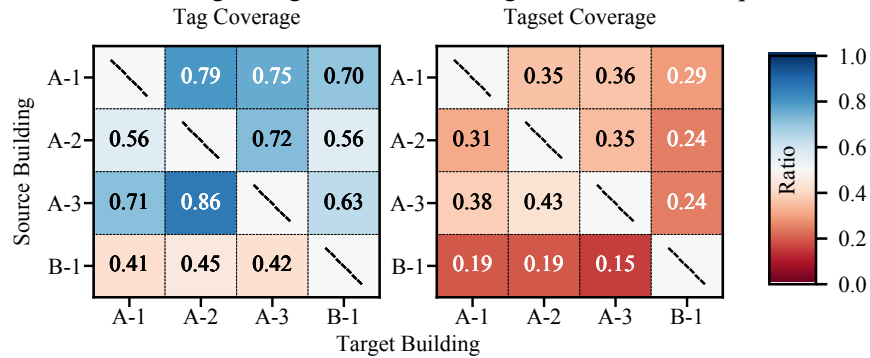 Tag Coverage
Tagset Coverage
A-1 0.79 0.75 0.70
A-2 0.56 0.72 0.56
A-3 0.71 0.86 0.63
B-1 0.41 0.45 0.42
A-1 A-2 A-3 B-1
A-1 0.35 0.36 0.29
A-2 0.31 0.35 0.24
A-3 0.38 0.43 0.24
B-1 0.19 0.19 0.15
A-1 A-2 A-3 B-1
Source Building
Target Building
1.0
0.8
0.6
0.4
0.2
0.0
Ratio